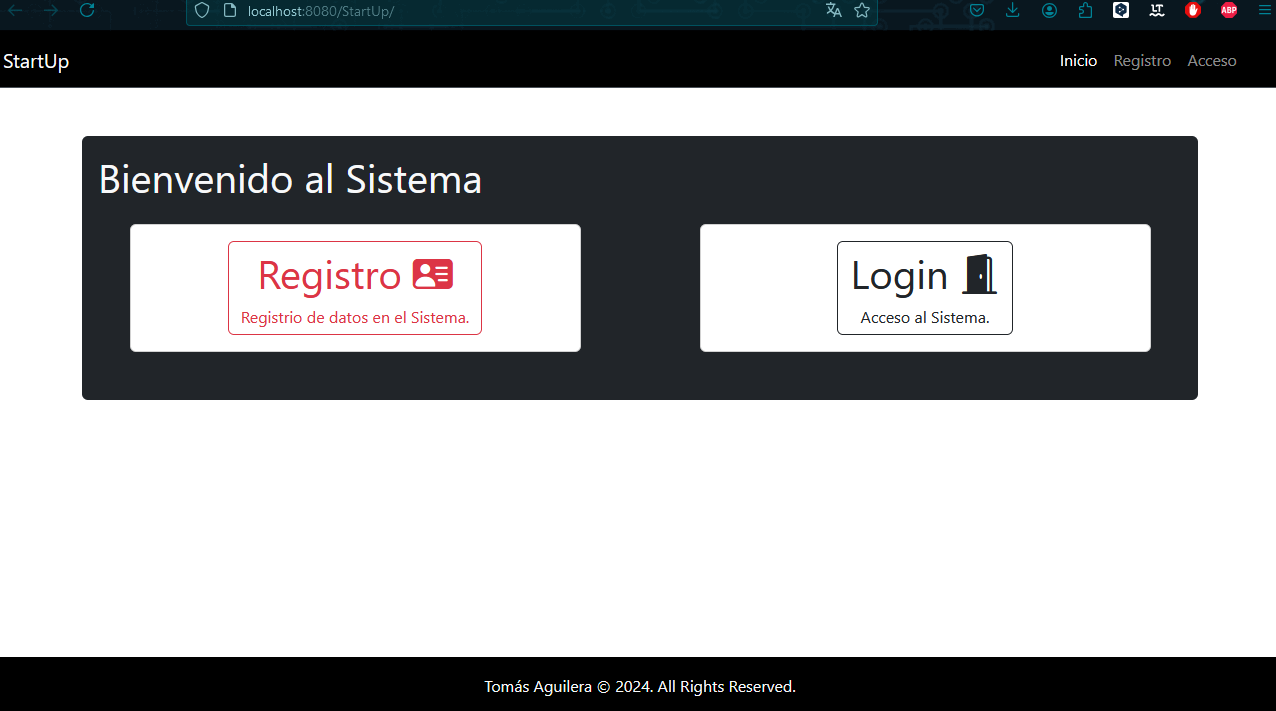 localhost:8080/StartUp/
ABP
StartUp
Inicio Registro Acceso
Bienvenido al Sistema
Registro
Registrio de datos en el Sistema.
Login
Acceso al Sistema.
Tomás Aguilera © 2024. All Rights Reserved.